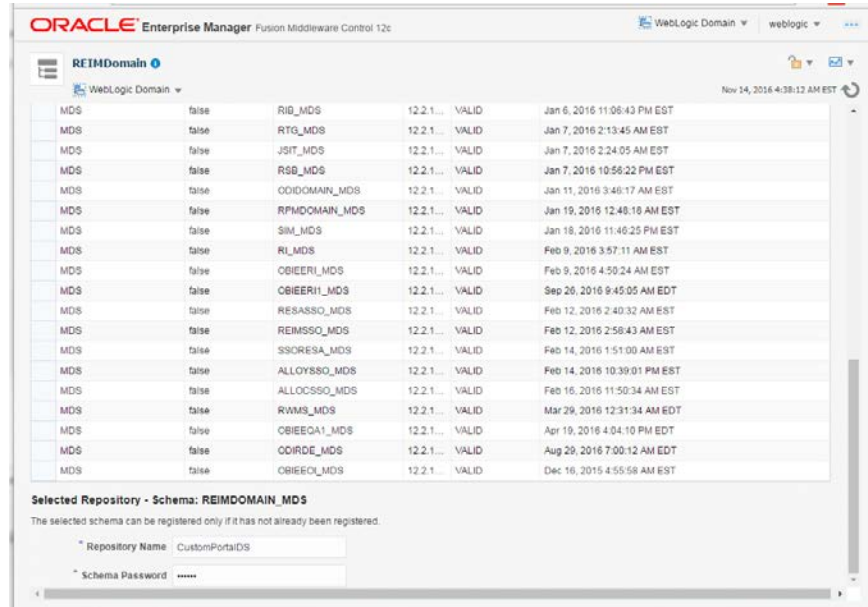 ORACLE Enterprise Manager Fusion Middleware Control 12c WebLogic Domain weblogic
REIMDomain
WebLogic Domain Nov 14, 2016 4:38:12 AM EST
MDS false RIB_MDS 12.2.1... VALID Jan 6, 2016 11:06:43 PM EST
MDS false RTG_MDS 12.2.1... VALID Jan 7, 2016 2:13:45 AM EST
MDS false JSIT_MDS 12.2.1... VALID Jan 7, 2016 2:24:05 AM EST
MDS false RSB_MDS 12.2.1... VALID Jan 7, 2016 10:56:22 PM EST
MDS false ODIDOMAIN_MDS 12.2.1... VALID Jan 11, 2016 3:46:17 AM EST
MDS false RPMDOMAIN_MDS 12.2.1... VALID Jan 19, 2016 12:48:16 AM EST
MDS false SIM_MDS 12.2.1... VALID Jan 18, 2016 11:46:25 PM EST
MDS false RI_MDS 12.2.1... VALID Feb 9, 2016 3:57:11 AM EST
MDS false OBIEERI_MDS 12.2.1... VALID Feb 9, 2016 4:50:24 AM EST
MDS false OBIEERI1_MDS 12.2.1... VALID Sep 26, 2016 9:45:05 AM EDT
MDS false RESASSO_MDS 12.2.1... VALID Feb 12, 2016 2:40:32 AM EST
MDS false REIMSSO_MDS 12.2.1... VALID Feb 12, 2016 2:58:43 AM EST
MDS false SSORESA_MDS 12.2.1... VALID Feb 14, 2016 1:51:00 AM EST
MDS false ALLOYSSO_MDS 12.2.1... VALID Feb 14, 2016 10:39:01 PM EST
MDS false ALLOCSSO_MDS 12.2.1... VALID Feb 16, 2016 11:50:34 AM EST
MDS false RWMS_MDS 12.2.1... VALID Mar 29, 2016 12:31:34 AM EDT
MDS false OBIEEQA1_MDS 12.2.1... VALID Apr 19, 2016 4:04:10 PM EDT
MDS false ODIRDE_MDS 12.2.1... VALID Aug 29, 2016 7:00:12 AM EDT
MDS false OBIEEOI_MDS 12.2.1... VALID Dec 16, 2015 4:55:58 AM EST
Selected Repository - Schema: REIMDOMAIN_MDS
The selected schema can be registered only if it has not already been registered.
* Repository Name CustomPortalDS
* Schema Password ••••••